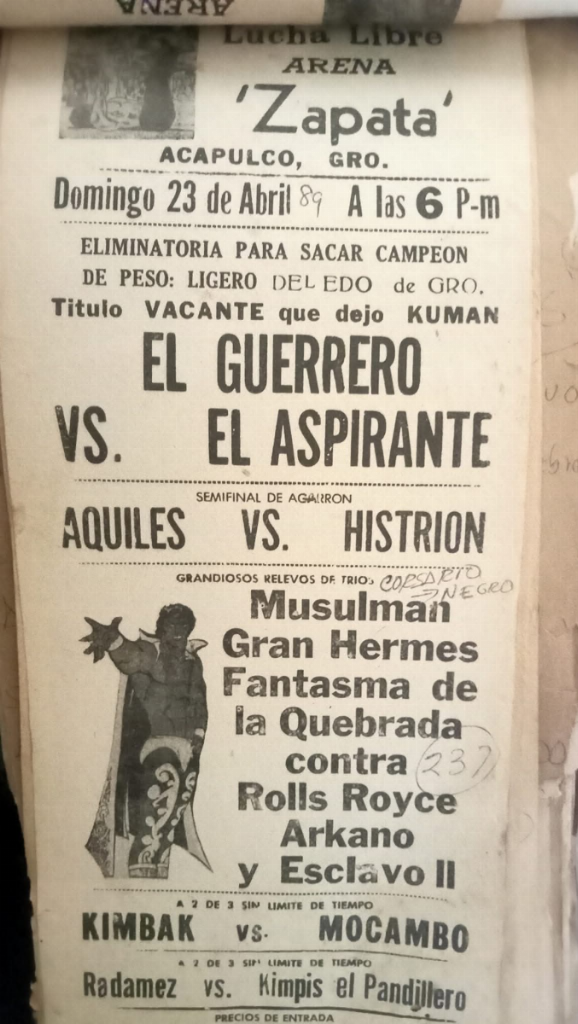 ARENA
Lucha Libre
ARENA
'Zapata'
ACAPULCO, GRO.
Domingo 23 de Abril 89 A las 6 P-m
ELIMINATORIA PARA SACAR CAMPEON
DE PESO: LIGERO DEL EDO de GRO.
Titulo VACANTE que dejo KUMAN
EL GUERRERO
VS. EL ASPIRANTE
SEMIFINAL DE AGARRON
AQUILES VS. HISTRION
GRANDIOSOS RELEVOS DE TRIOS CORSARIO
NEGRO
Musulman
Gran Hermes
Fantasma de
la Quebrada
contra 237
Rolls Royce
Arkano
y Esclavo II
A 2 DE 3 SIN LIMITE DE TIEMPO
KIMBAK VS. MOCAMBO
A 2 DE 3 SIN LIMITE DE TIEMPO
Radamez vs. Kimpis el Pandillero
PRECIOS DE ENTRADA